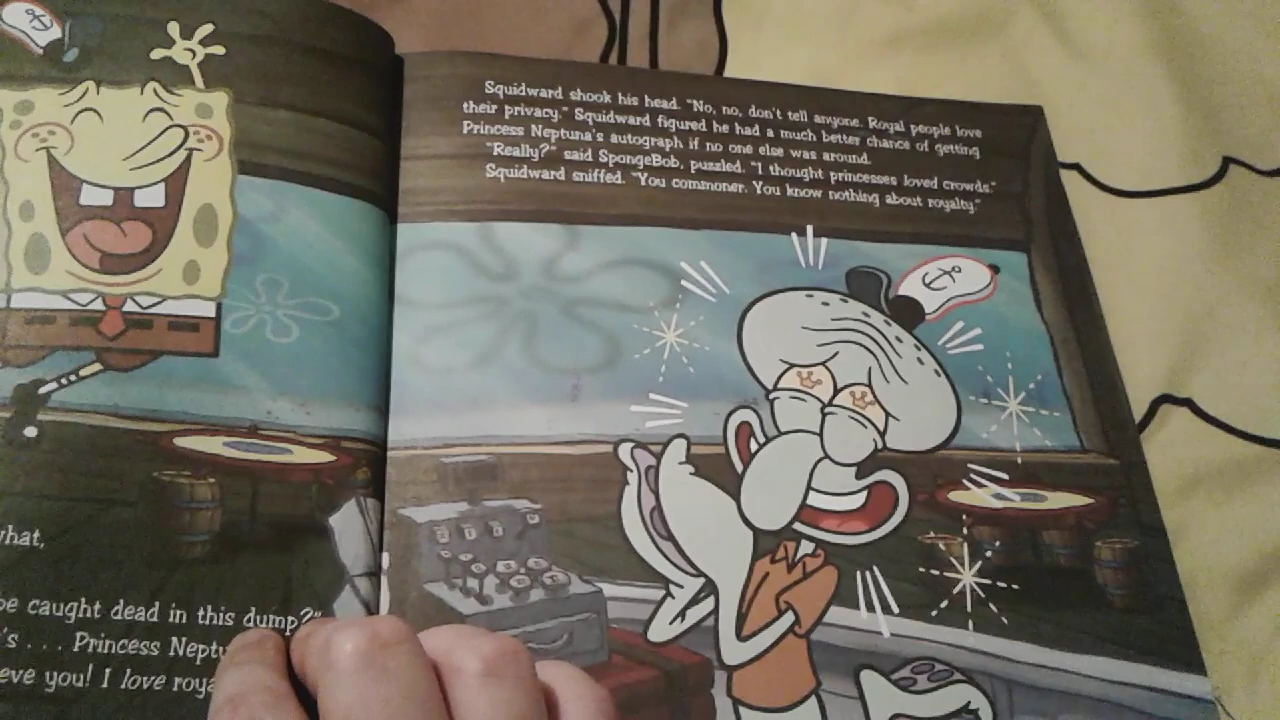 what,
be caught dead in this dump?"
's . . . Princess Neptu
eve you! I love roya
Squidward shook his head. "No, no, don't tell anyone. Royal people love
their privacy." Squidward figured he had a much better chance of getting
Princess Neptuna's autograph if no one else was around.
"Really?" said SpongeBob, puzzled. "I thought princesses loved crowds."
Squidward sniffed. "You commoner. You know nothing about royalty."